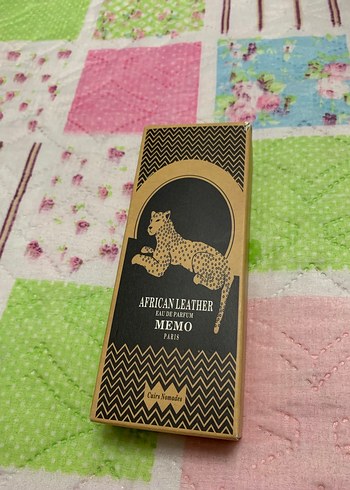 AFRICAN LEATHER
EAU DE PARFUM
MEMO
PARIS
Cuirs Nomades